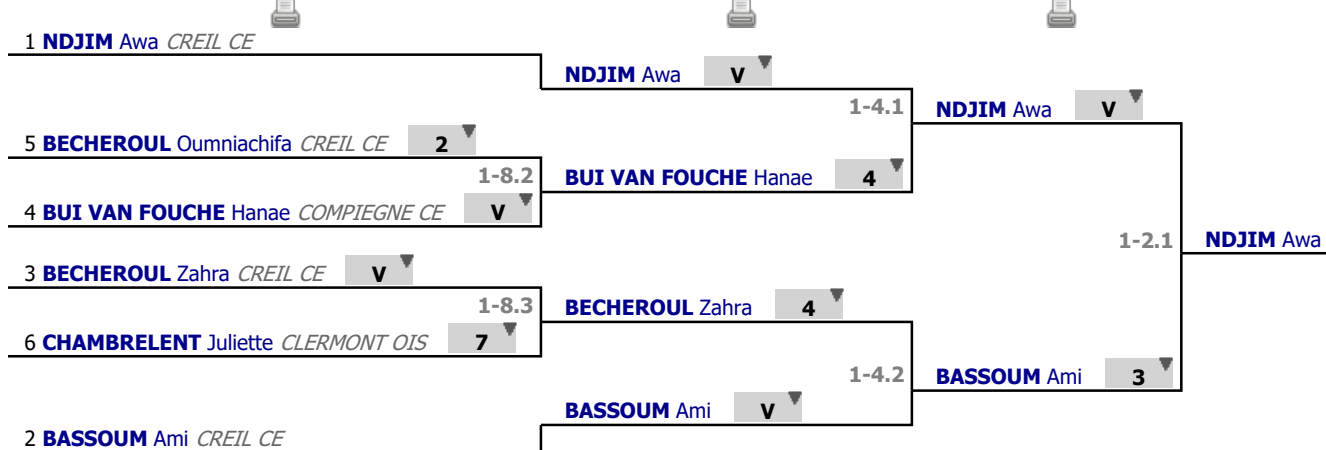 1 NDJIM Awa CREIL CE
5 BECHEROUL Oumniachifa CREIL CE 2
1-8.2
4 BUI VAN FOUCHE Hanae COMPIEGNE CE V
3 BECHEROUL Zahra CREIL CE V
1-8.3
6 CHAMBRELENT Juliette CLERMONT OIS 7
2 BASSOUM Ami CREIL CE
NDJIM Awa V
1-4.1
BUI VAN FOUCHE Hanae 4
BECHEROUL Zahra 4
1-4.2
BASSOUM Ami V
NDJIM Awa V
1-2.1
BASSOUM Ami 3
NDJIM Awa